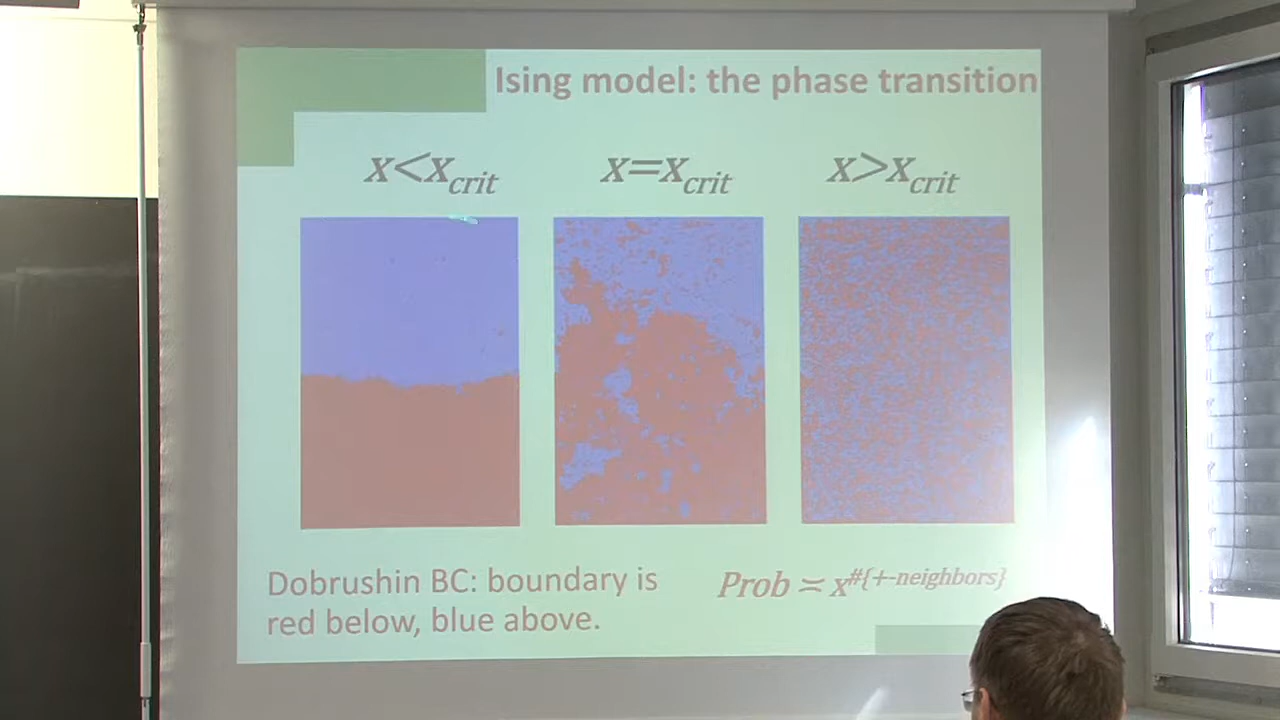 Ising model: the phase transition
x<x_crit
x=x_crit
x>x_crit
Dobrushin BC: boundary is
red below, blue above.
Prob ≍ x^#{+-neighbors}